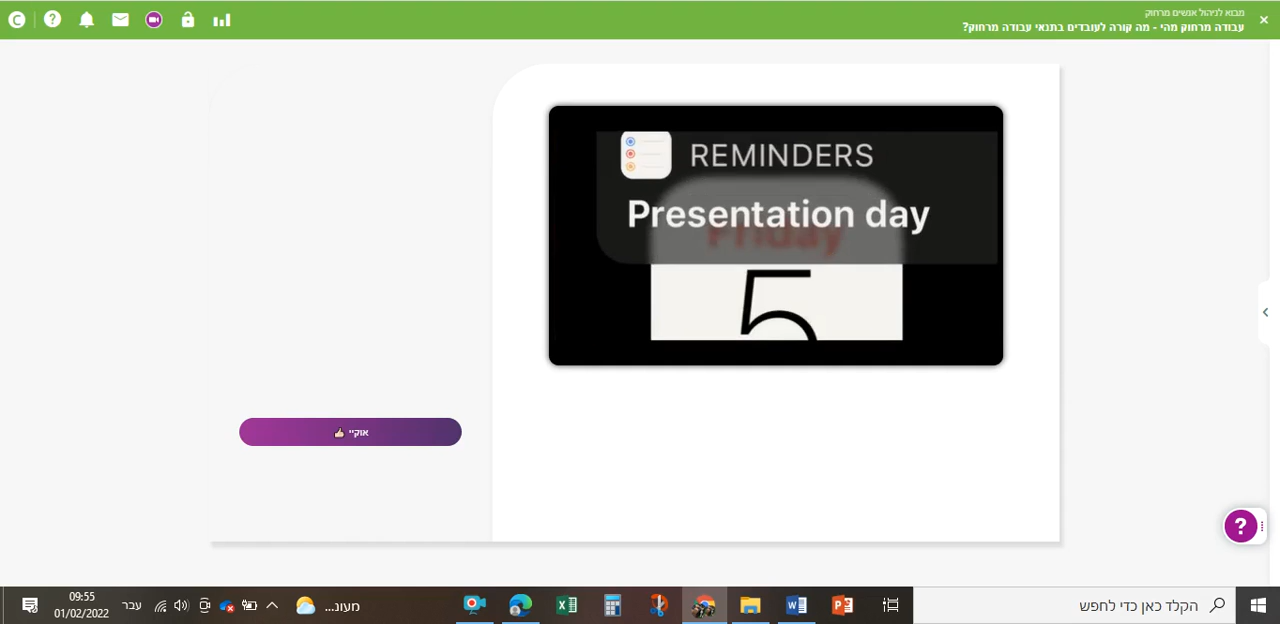 מבוא לניהול אנשים מרחוק
עבודה מרחוק מהי - מה קורה לעובדים בתנאי עבודה מרחוק?
REMINDERS
Presentation day
Friday
5
אוקיי
09:55
01/02/2022
עבר
מעונ...
הקלד כאן כדי לחפש